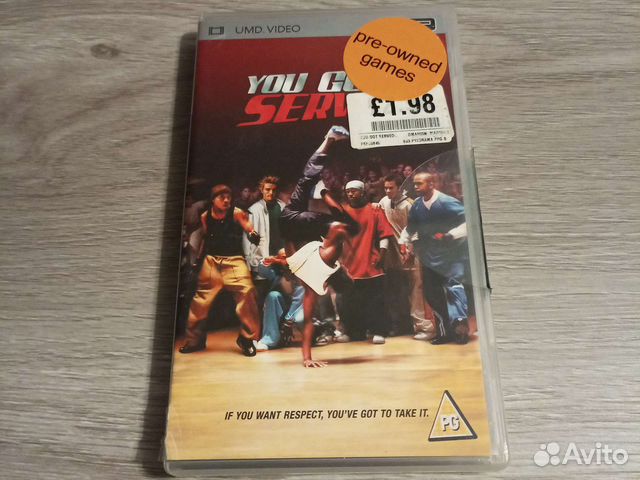 UMD VIDEO
pre-owned
games
YOU GO
SERV
£1.98
IF YOU WANT RESPECT, YOU'VE GOT TO TAKE IT.
PG
Avito